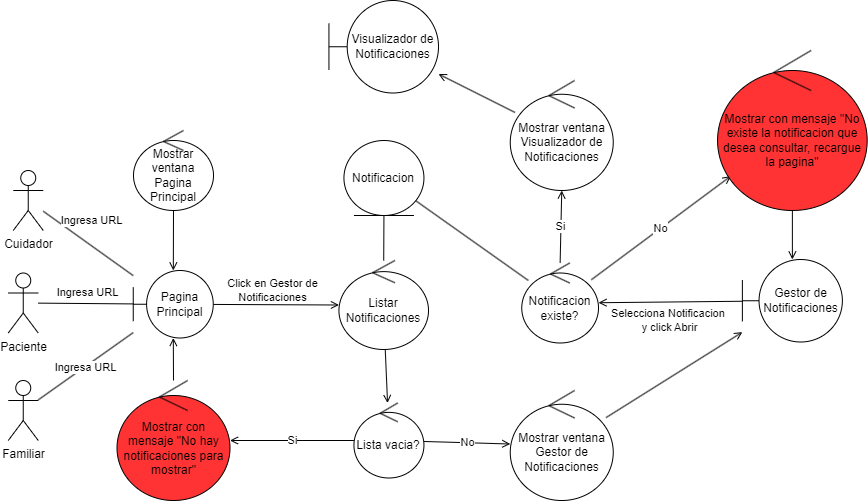 Visualizador de
Notificaciones
Mostrar con mensaje "No
existe la notificacion que
desea consultar, recargue
la pagina"
Mostrar ventana
Visualizador de
Notificaciones
Mostrar
ventana
Pagina
Principal
Notificacion
Cuidador
Ingresa URL
Si
No
Paciente
Ingresa URL
Pagina
Principal
Click en Gestor de
Notificaciones
Listar
Notificaciones
Notificacion
existe?
Selecciona Notificacion
y click Abrir
Gestor de
Notificaciones
Familiar
Ingresa URL
Mostrar con
mensaje "No hay
notificaciones para
mostrar"
Si
Lista vacia?
No
Mostrar ventana
Gestor de
Notificaciones